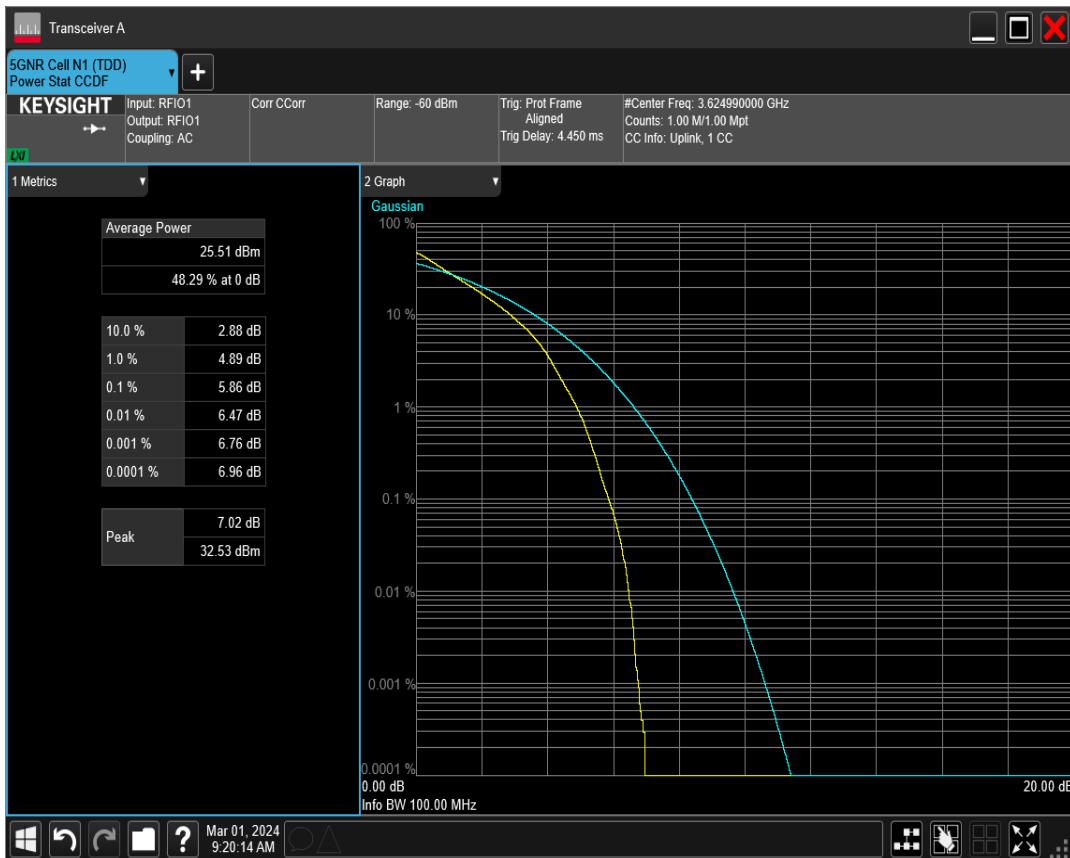 Transceiver A
5GNR Cell N1 (TDD)
Power Stat CCDF
+
KEYSIGHT
LXI
Input: RFIO1
Output: RFIO1
Coupling: AC
Corr CCorr
Range: -60 dBm
Trig: Prot Frame
Aligned
Trig Delay: 4.450 ms
#Center Freq: 3.624990000 GHz
Counts: 1.00 M/1.00 Mpt
CC Info: Uplink, 1 CC
1 Metrics
Average Power
25.51 dBm
48.29 % at 0 dB
10.0 % 2.88 dB
1.0 % 4.89 dB
0.1 % 5.86 dB
0.01 % 6.47 dB
0.001 % 6.76 dB
0.0001 % 6.96 dB
Peak 7.02 dB
32.53 dBm
2 Graph
Gaussian
100 %
10 %
1 %
0.1 %
0.01 %
0.001 %
0.0001 %
0.00 dB 20.00 dB
Info BW 100.00 MHz
?
Mar 01, 2024
9:20:14 AM